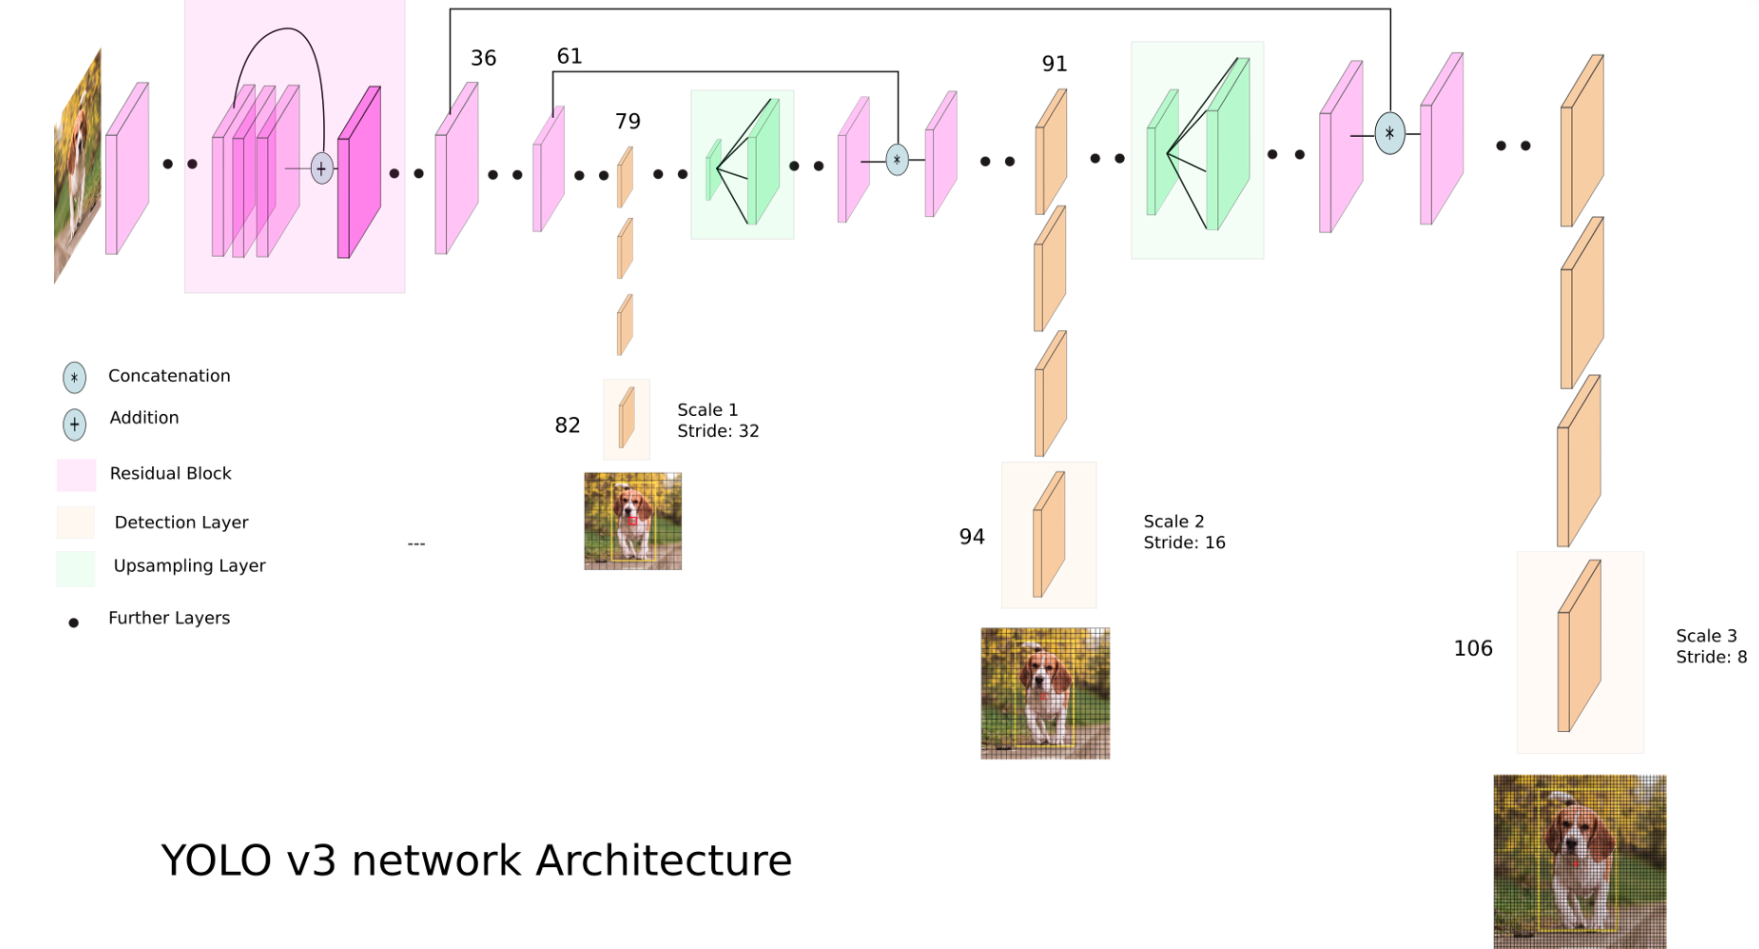 36
61
91
79
Concatenation
Addition
Residual Block
Detection Layer
Upsampling Layer
Further Layers
---
82
Scale 1
Stride: 32
94
Scale 2
Stride: 16
106
Scale 3
Stride: 8
YOLO v3 network Architecture